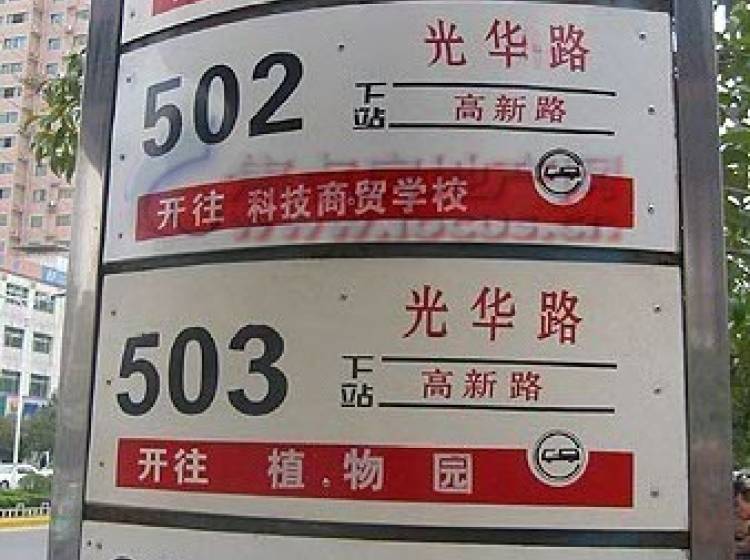 光华路
502
下站
高新路
开往 科技商贸学校
光华路
503
下站
高新路
开往 植物园